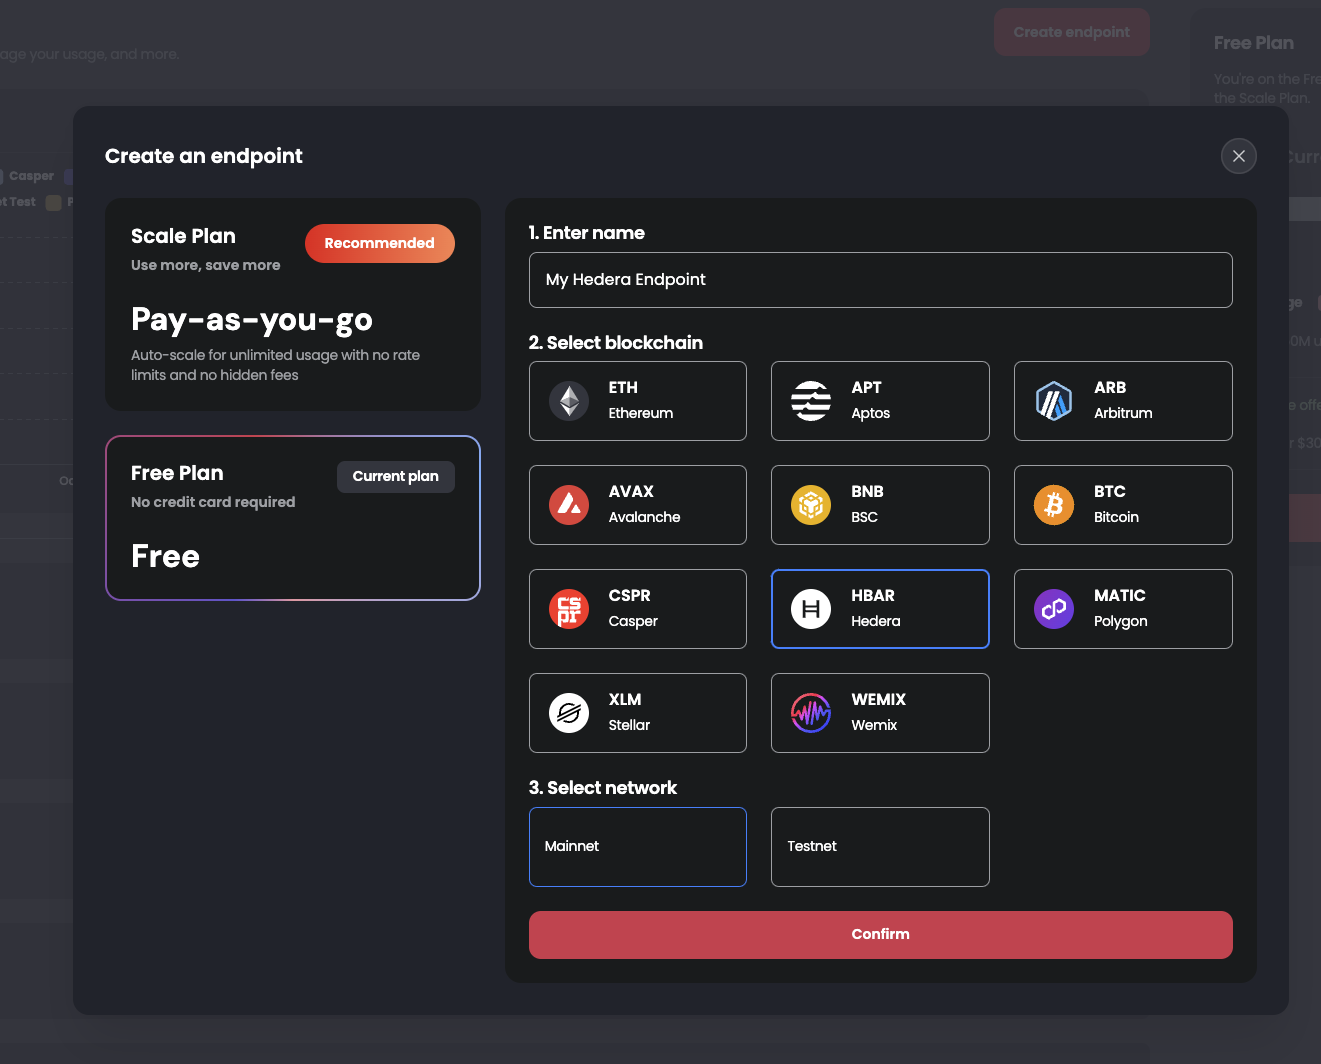 Create endpoint
Free Plan
age your usage, and more.
You're on the Fre
the Scale Plan.
Create an endpoint
Casper
Scale Plan
Recommended
Use more, save more
Pay-as-you-go
Auto-scale for unlimited usage with no rate
limits and no hidden fees
Free Plan
Current plan
No credit card required
Free
1. Enter name
My Hedera Endpoint
2. Select blockchain
ETH
Ethereum
APT
Aptos
ARB
Arbitrum
AVAX
Avalanche
BNB
BSC
BTC
Bitcoin
CSPR
Casper
HBAR
Hedera
MATIC
Polygon
XLM
Stellar
WEMIX
Wemix
3. Select network
Mainnet
Testnet
Confirm